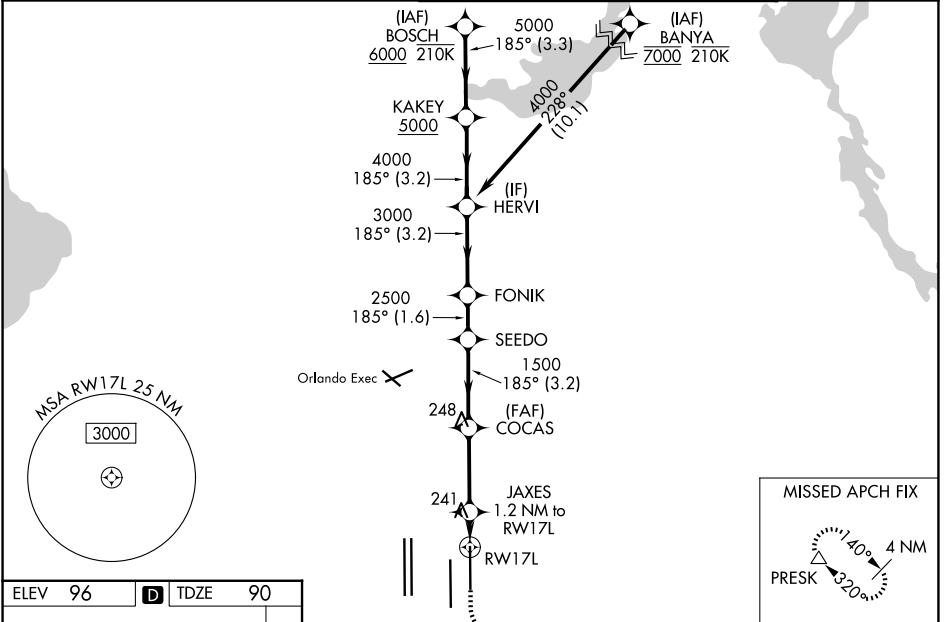 (IAF)
BOSCH
6000 210K
5000
185° (3.3)
(IAF)
BANYA
7000 210K
4000
228°
(10.1)
KAKEY
5000
4000
185° (3.2)
(IF)
HERVI
3000
185° (3.2)
FONIK
2500
185° (1.6)
SEEDO
1500
185° (3.2)
Orlando Exec
248
(FAF)
COCAS
MSA RW17L 25 NM
3000
241
JAXES
1.2 NM to
RW17L
RW17L
MISSED APCH FIX
140°
4 NM
PRESK
320°
ELEV 96
D
TDZE 90